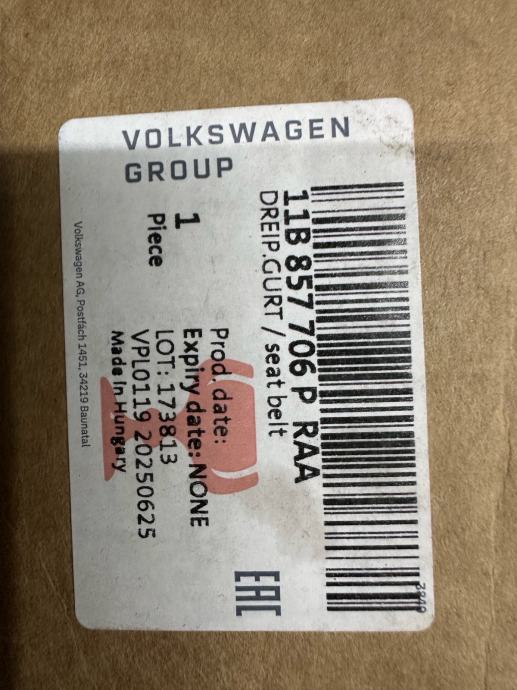 VOLKSWAGEN
GROUP
11B 857 706 P RAA
DREIP.GURT / seat belt
1
Piece
Prod. date:
Expiry date: NONE
LOT: 173813
VPL0119 20250625
Made in Hungary
Volkswagen AG, Postfach 1451, 34219 Baunatal
EAC